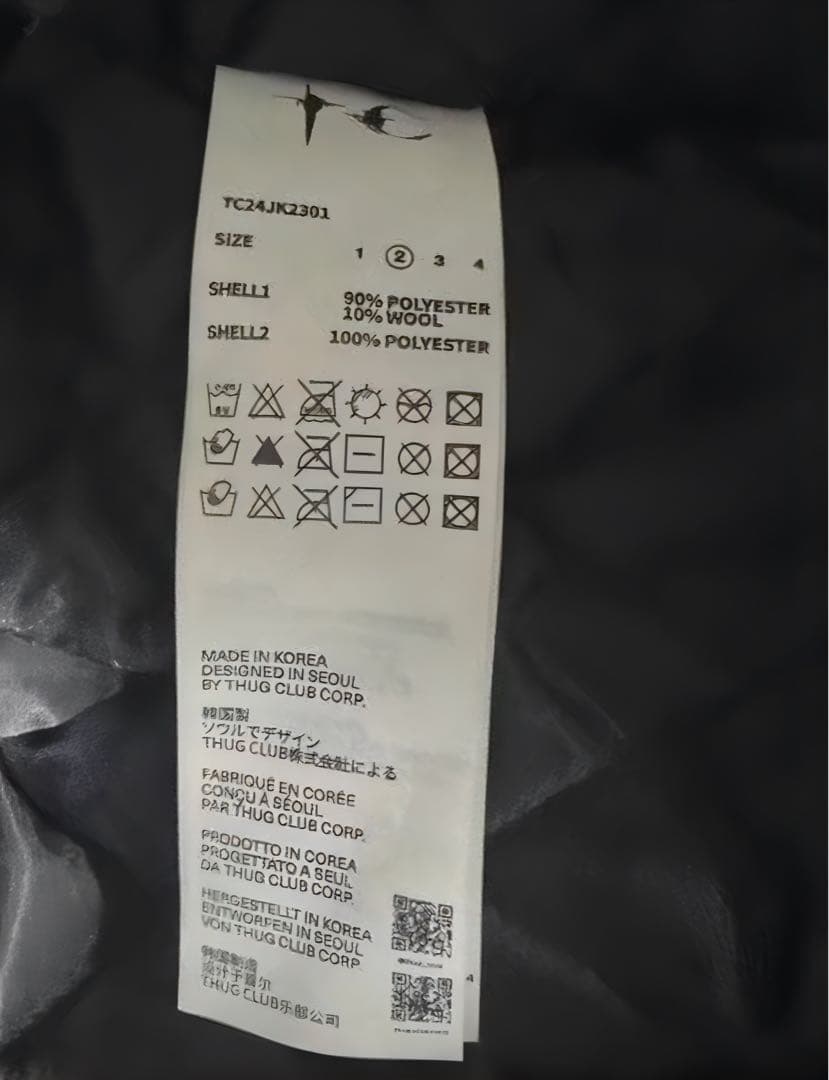 TC24JK2301
SIZE 1 2 3 4
SHELL1 90% POLYESTER
10% WOOL
SHELL2 100% POLYESTER
MADE IN KOREA
DESIGNED IN SEOUL
BY THUG CLUB CORP.
韓国製
ソウルでデザイン
THUG CLUB株式会社による
FABRIQUÉ EN CORÉE
CONÇU À SÉOUL
PAR THUG CLUB CORP.
PRODOTTO IN COREA
PROGETTATO A SEUL
DA THUG CLUB CORP.
HERGESTELLT IN KOREA
ENTWORFEN IN SEOUL
VON THUG CLUB CORP.
THUG CLUB乐部公司
4